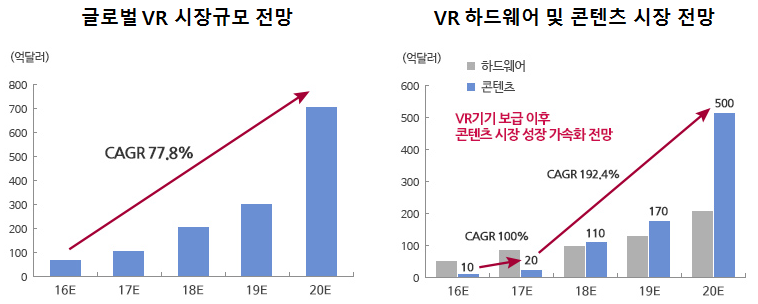 글로벌 VR 시장규모 전망
(억달러)
800
700
600
500
400
300
200
100
0
CAGR 77.8%
16E 17E 18E 19E 20E
VR 하드웨어 및 콘텐츠 시장 전망
(억달러)
하드웨어
콘텐츠
600
500
400
300
200
100
0
VR기기 보급 이후
콘텐츠 시장 성장 가속화 전망
CAGR 192.4%
CAGR 100%
10
20
110
170
500
16E 17E 18E 19E 20E